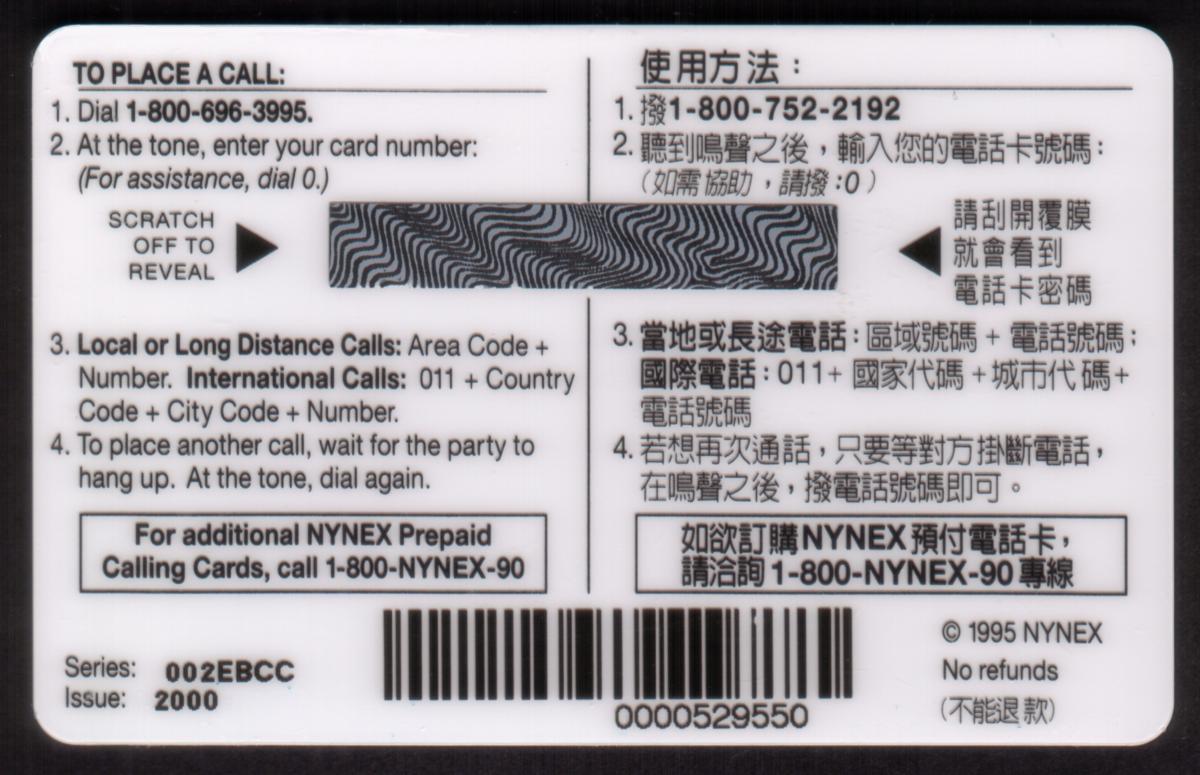 TO PLACE A CALL:
1. Dial 1-800-696-3995.
2. At the tone, enter your card number:
(For assistance, dial 0.)
SCRATCH
OFF TO
REVEAL
3. Local or Long Distance Calls: Area Code +
Number. International Calls: 011 + Country
Code + City Code + Number.
4. To place another call, wait for the party to
hang up. At the tone, dial again.
For additional NYNEX Prepaid
Calling Cards, call 1-800-NYNEX-90
使用方法：
1. 撥1-800-752-2192
2. 聽到鳴聲之後，輸入您的電話卡號碼：
（如需協助，請撥:0）
請刮開覆膜
就會看到
電話卡密碼
3. 當地或長途電話：區域號碼 + 電話號碼；
國際電話：011+ 國家代碼 +城市代碼+
電話號碼
4. 若想再次通話，只要等對方掛斷電話，
在鳴聲之後，撥電話號碼即可。
如欲訂購NYNEX預付電話卡，
請洽詢1-800-NYNEX-90專線
Series: 002EBCC
Issue: 2000
0000529550
© 1995 NYNEX
No refunds
(不能退款)